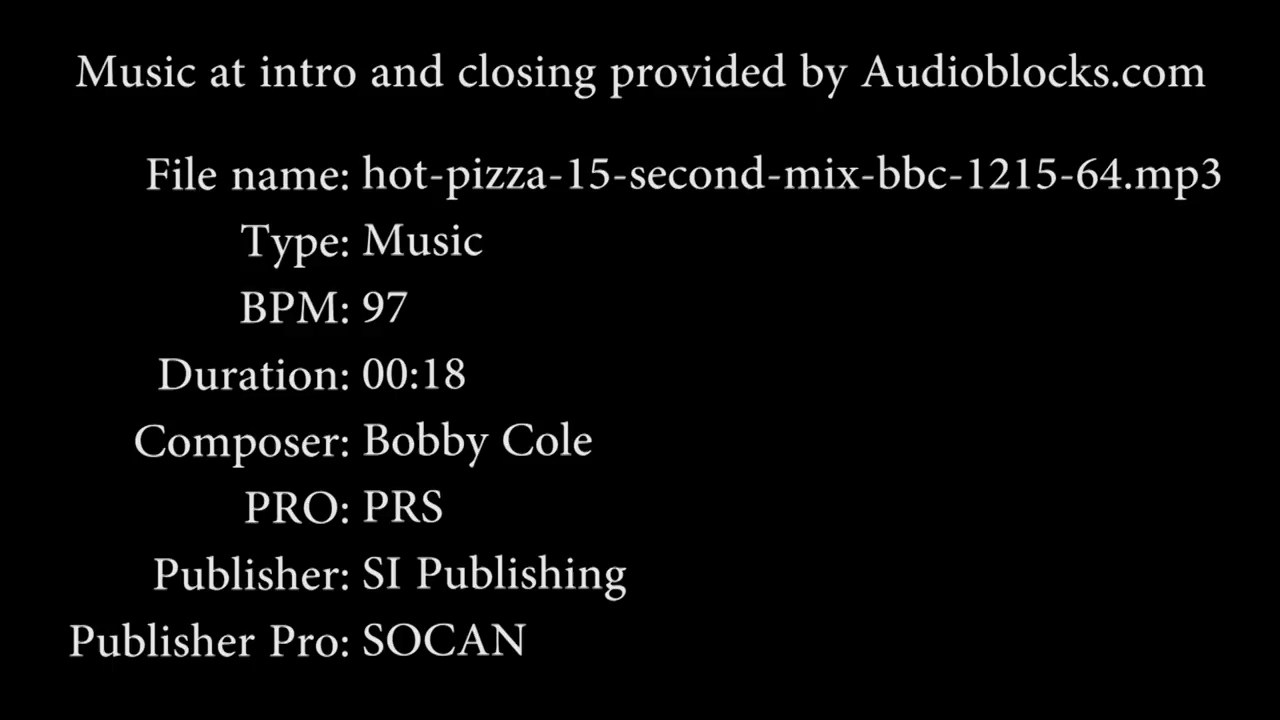 Music at intro and closing provided by Audioblocks.com
File name: hot-pizza-15-second-mix-bbc-1215-64.mp3
Type: Music
BPM: 97
Duration: 00:18
Composer: Bobby Cole
PRO: PRS
Publisher: SI Publishing
Publisher Pro: SOCAN